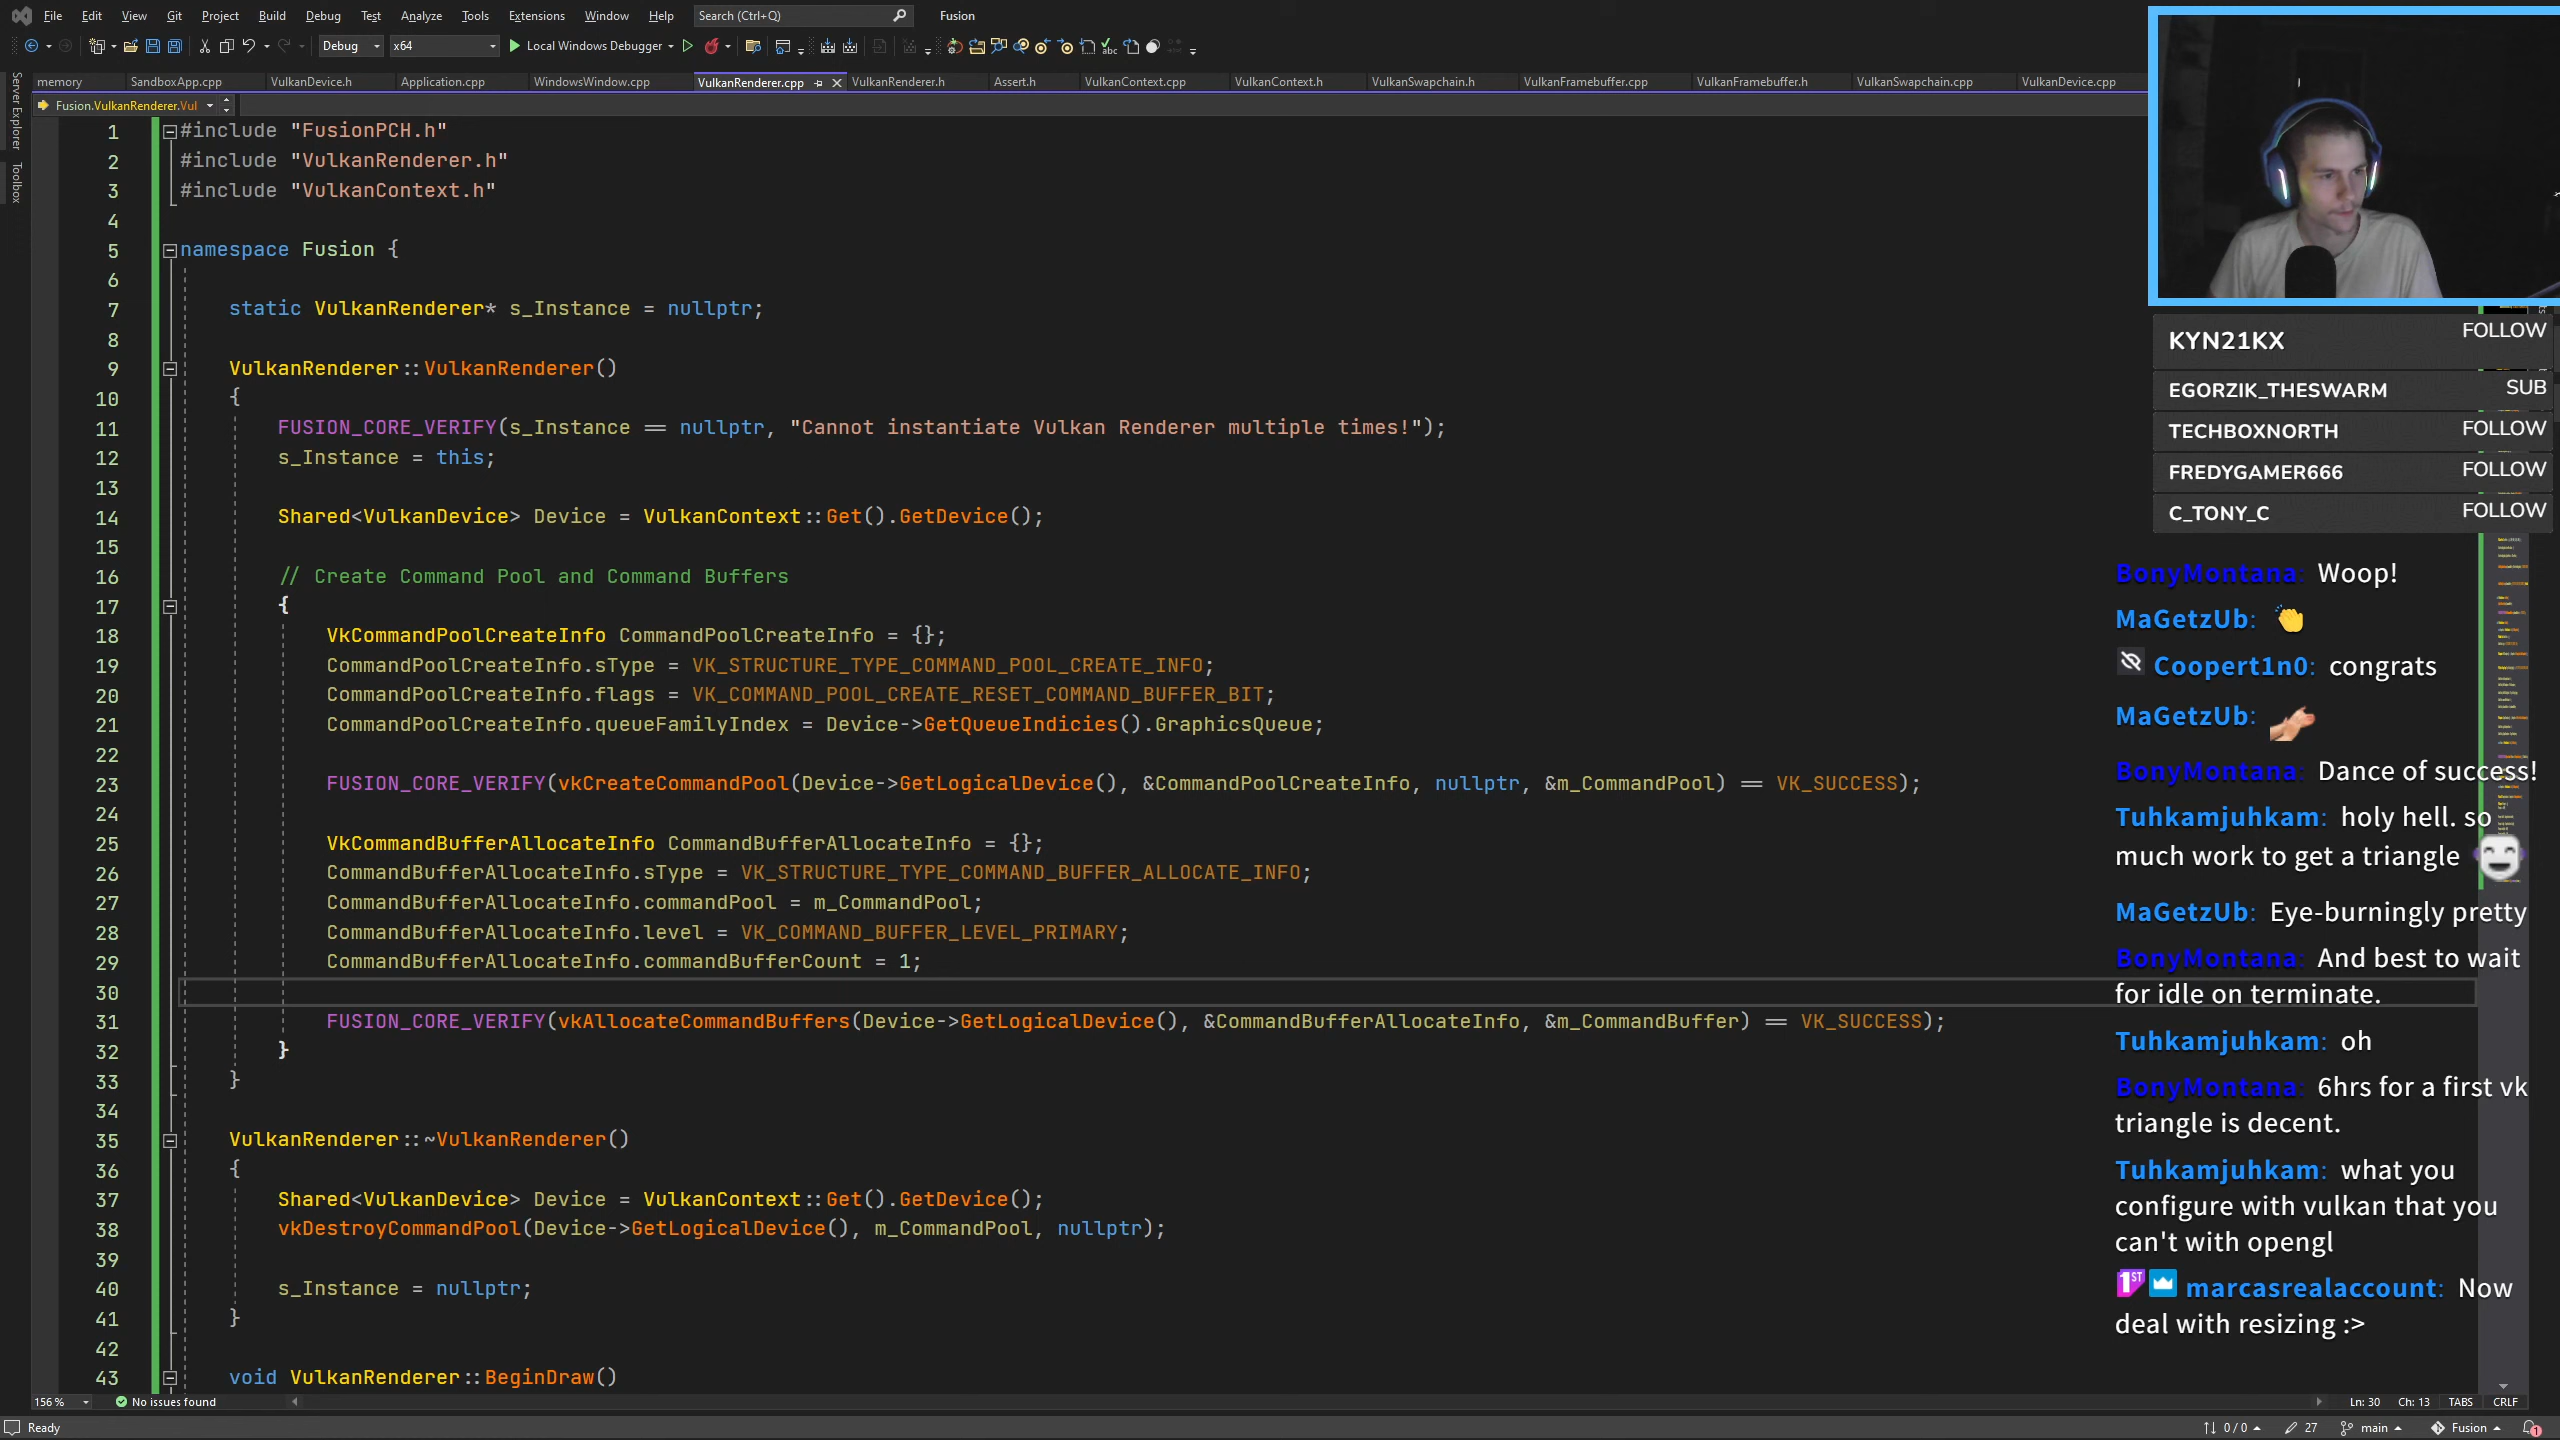 File Edit View Git Project Build Debug Test Analyze Tools Extensions Window Help Search (Ctrl+Q) Fusion
Debug x64 Local Windows Debugger
memory SandboxApp.cpp VulkanDevice.h Application.cpp WindowsWindow.cpp VulkanRenderer.cpp VulkanRenderer.h Assert.h VulkanContext.cpp VulkanContext.h VulkanSwapchain.h VulkanFramebuffer.cpp VulkanFramebuffer.h VulkanSwapchain.cpp VulkanDevice.cpp
Fusion.VulkanRenderer.Vul
Server Explorer
Toolbox
1 #include "FusionPCH.h"
2 #include "VulkanRenderer.h"
3 #include "VulkanContext.h"
4
5 namespace Fusion {
6
7 static VulkanRenderer* s_Instance = nullptr;
8
9 VulkanRenderer::VulkanRenderer()
10 {
11 FUSION_CORE_VERIFY(s_Instance == nullptr, "Cannot instantiate Vulkan Renderer multiple times!");
12 s_Instance = this;
13
14 Shared<VulkanDevice> Device = VulkanContext::Get().GetDevice();
15
16 // Create Command Pool and Command Buffers
17 {
18 VkCommandPoolCreateInfo CommandPoolCreateInfo = {};
19 CommandPoolCreateInfo.sType = VK_STRUCTURE_TYPE_COMMAND_POOL_CREATE_INFO;
20 CommandPoolCreateInfo.flags = VK_COMMAND_POOL_CREATE_RESET_COMMAND_BUFFER_BIT;
21 CommandPoolCreateInfo.queueFamilyIndex = Device->GetQueueIndicies().GraphicsQueue;
22
23 FUSION_CORE_VERIFY(vkCreateCommandPool(Device->GetLogicalDevice(), &CommandPoolCreateInfo, nullptr, &m_CommandPool) == VK_SUCCESS);
24
25 VkCommandBufferAllocateInfo CommandBufferAllocateInfo = {};
26 CommandBufferAllocateInfo.sType = VK_STRUCTURE_TYPE_COMMAND_BUFFER_ALLOCATE_INFO;
27 CommandBufferAllocateInfo.commandPool = m_CommandPool;
28 CommandBufferAllocateInfo.level = VK_COMMAND_BUFFER_LEVEL_PRIMARY;
29 CommandBufferAllocateInfo.commandBufferCount = 1;
30
31 FUSION_CORE_VERIFY(vkAllocateCommandBuffers(Device->GetLogicalDevice(), &CommandBufferAllocateInfo, &m_CommandBuffer) == VK_SUCCESS);
32 }
33 }
34
35 VulkanRenderer::~VulkanRenderer()
36 {
37 Shared<VulkanDevice> Device = VulkanContext::Get().GetDevice();
38 vkDestroyCommandPool(Device->GetLogicalDevice(), m_CommandPool, nullptr);
39
40 s_Instance = nullptr;
41 }
42
43 void VulkanRenderer::BeginDraw()
KYN21KX FOLLOW
EGORZIK_THESWARM SUB
TECHBOXNORTH FOLLOW
FREDYGAMER666 FOLLOW
C_TONY_C FOLLOW
BonyMontana: Woop!
MaGetzUb: 👏
Coopert1n0: congrats
MaGetzUb:
BonyMontana: Dance of success!
Tuhkamjuhkam: holy hell. so
much work to get a triangle
MaGetzUb: Eye-burningly pretty
BonyMontana: And best to wait
for idle on terminate.
Tuhkamjuhkam: oh
BonyMontana: 6hrs for a first vk
triangle is decent.
Tuhkamjuhkam: what you
configure with vulkan that you
can't with opengl
1ST marcasrealaccount: Now
deal with resizing :>
156 % No issues found Ln: 30 Ch: 13 TABS CRLF
Ready 0 / 0 27 main Fusion 1